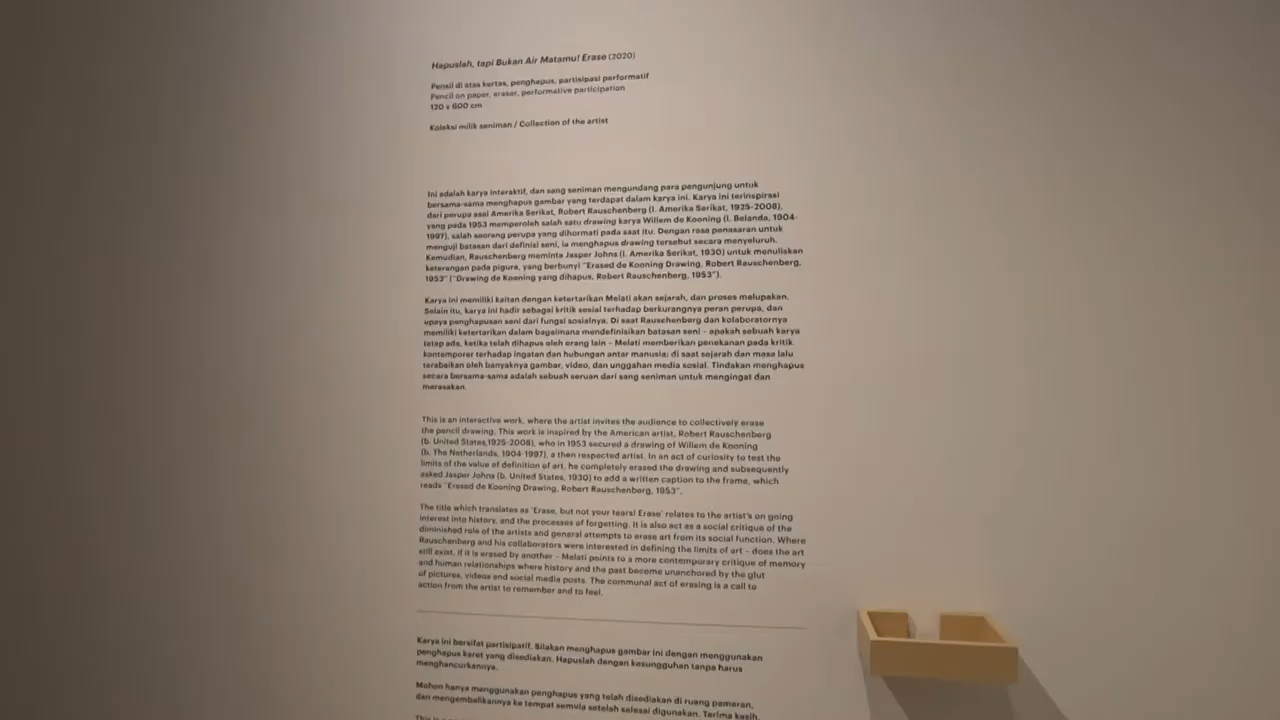 Hapuslah, tapi Bukan Air Matamu! Erase (2020)
Pensil di atas kertas, penghapus, partisipasi performatif
Pencil on paper, eraser, performative participation
120 x 600 cm
Koleksi milik seniman / Collection of the artist
Ini adalah karya interaktif, dan sang seniman mengundang para pengunjung untuk
bersama-sama menghapus gambar yang terdapat dalam karya ini. Karya ini terinspirasi
dari perupa asal Amerika Serikat, Robert Rauschenberg (l. Amerika Serikat, 1925-2008),
yang pada 1953 memperoleh salah satu drawing karya Willem de Kooning (l. Belanda, 1904-
1997), salah seorang perupa yang dihormati pada saat itu. Dengan rasa penasaran untuk
menguji batasan dari definisi seni, ia menghapus drawing tersebut secara menyeluruh.
Kemudian, Rauschenberg meminta Jasper Johns (l. Amerika Serikat, 1930) untuk menuliskan
keterangan pada pigura, yang berbunyi "Erased de Kooning Drawing, Robert Rauschenberg,
1953" ("Drawing de Kooning yang dihapus, Robert Rauschenberg, 1953").
Karya ini memiliki kaitan dengan ketertarikan Melati akan sejarah, dan proses melupakan.
Selain itu, karya ini hadir sebagai kritik sosial terhadap berkurangnya peran perupa, dan
upaya penghapusan seni dari fungsi sosialnya. Di saat Rauschenberg dan kolaboratornya
memiliki ketertarikan dalam bagaimana mendefinisikan batasan seni – apakah sebuah karya
tetap ada, ketika telah dihapus oleh orang lain – Melati memberikan penekanan pada kritik
kontemporer terhadap ingatan dan hubungan antar manusia; di saat sejarah dan masa lalu
terabaikan oleh banyaknya gambar, video, dan unggahan media sosial. Tindakan menghapus
secara bersama-sama adalah sebuah seruan dari sang seniman untuk mengingat dan
merasakan.
This is an interactive work, where the artist invites the audience to collectively erase
the pencil drawing. This work is inspired by the American artist, Robert Rauschenberg
(b. United States,1925-2008), who in 1953 secured a drawing of Willem de Kooning
(b. The Netherlands, 1904-1997), a then respected artist. In an act of curiosity to test the
limits of the value of definition of art, he completely erased the drawing and subsequently
asked Jasper Johns (b. United States, 1930) to add a written caption to the frame, which
reads "Erased de Kooning Drawing, Robert Rauschenberg, 1953".
The title which translates as 'Erase, but not your tears! Erase' relates to the artist's on going
interest into history, and the processes of forgetting. It is also act as a social critique of the
diminished role of the artists and general attempts to erase art from its social function. Where
Rauschenberg and his collaborators were interested in defining the limits of art – does the art
still exist, if it is erased by another – Melati points to a more contemporary critique of memory
and human relationships where history and the past become unanchored by the glut
of pictures, videos and social media posts. The communal act of erasing is a call to
action from the artist to remember and to feel.
Karya ini bersifat partisipatif. Silakan menghapus gambar ini dengan menggunakan
penghapus karet yang disediakan. Hapuslah dengan kesungguhan tanpa harus
menghancurkannya.
Mohon hanya menggunakan penghapus yang telah disediakan di ruang pameran,
dan mengembalikannya ke tempat semula setelah selesai digunakan. Terima kasih.